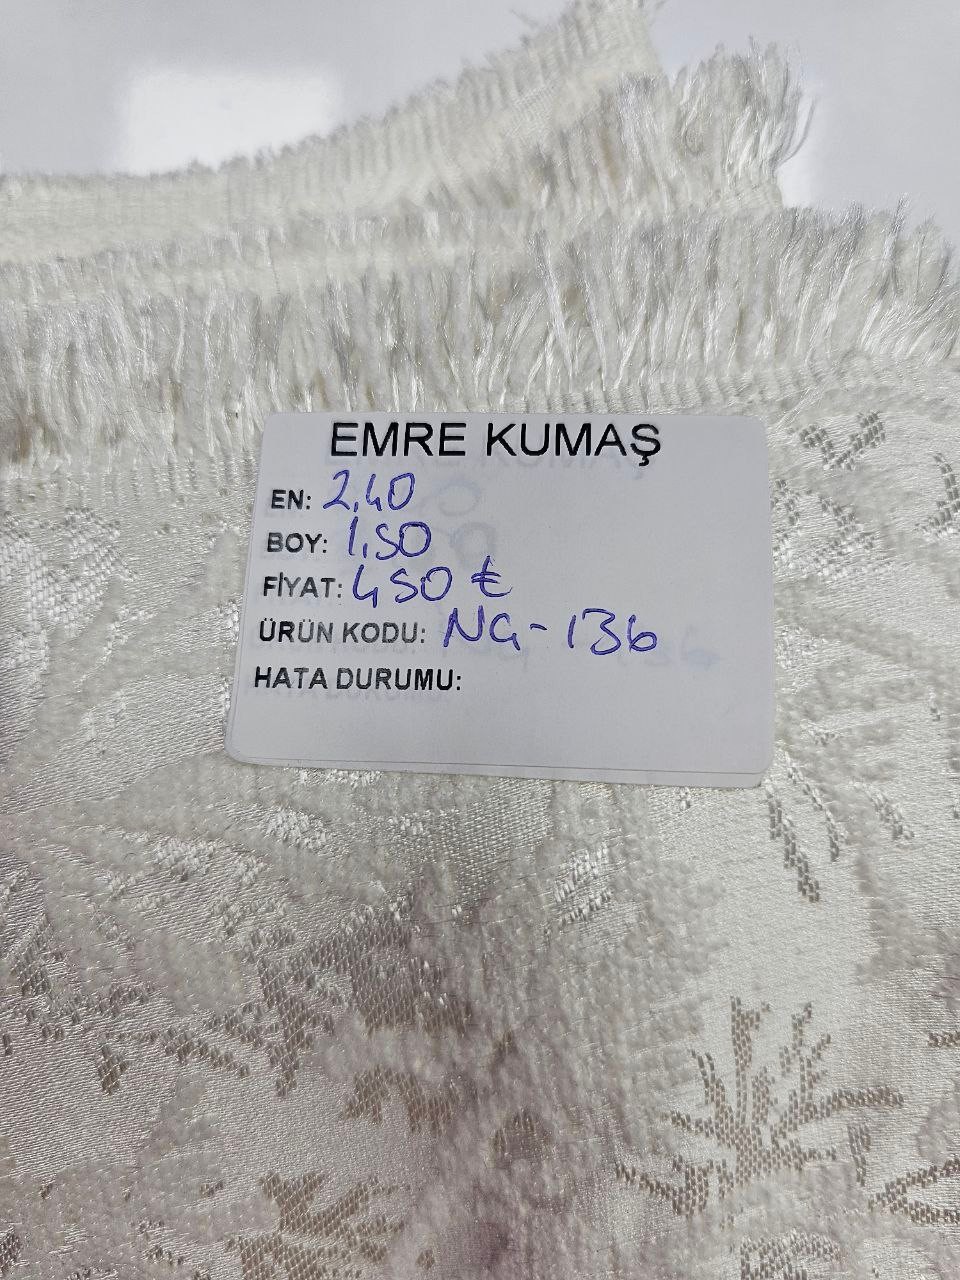 EMRE KUMAŞ
EN: 2.40
BOY: 1.50
FİYAT: 450 ₺
ÜRÜN KODU: NG-136
HATA DURUMU: